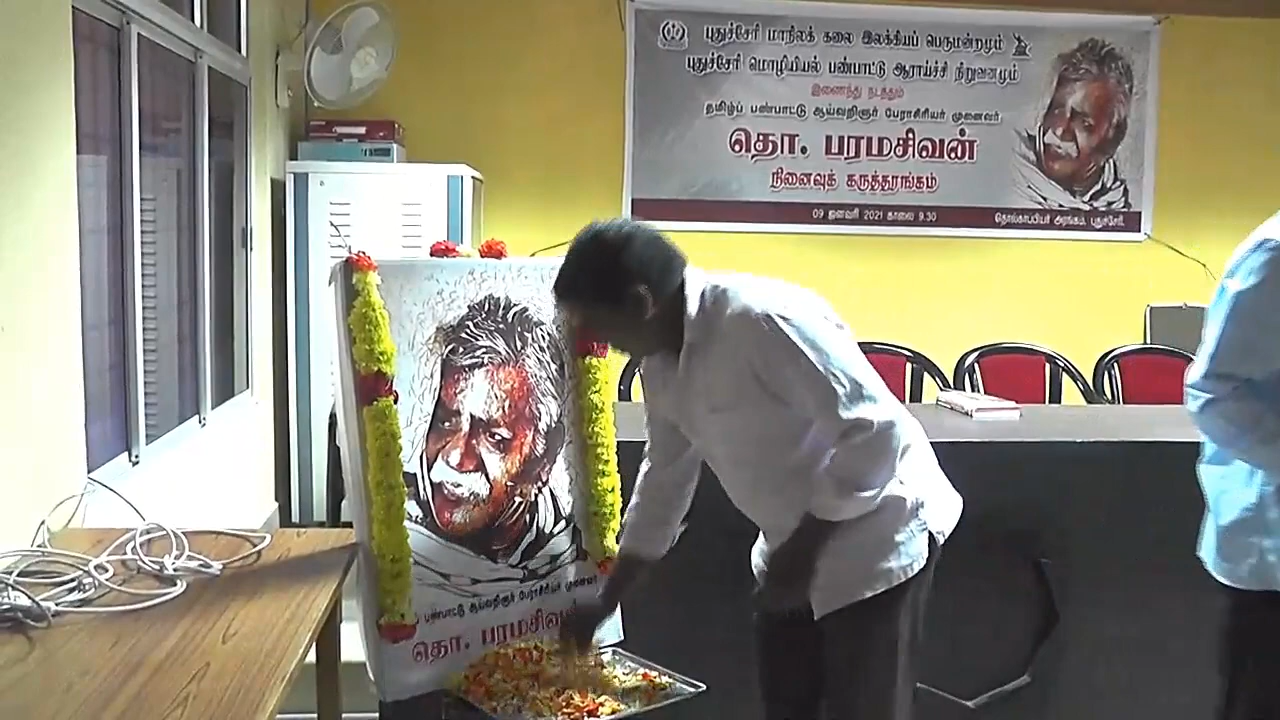 புதுச்சேரி மாநிலக் கலை இலக்கியப் பெருமன்றமும்
புதுச்சேரி மொழியியல் பண்பாட்டு ஆராய்ச்சி நிறுவனமும்
இணைந்து நடத்தும்
தமிழ்ப் பண்பாட்டு ஆய்வறிஞர் பேராசிரியர் முனைவர்
தொ. பரமசிவன்
நினைவுக் கருத்தரங்கம்
09 ஜனவரி 2021 காலை 9.30
தொல்காப்பியர் அரங்கம், புதுச்சேரி.
பண்பாட்டு ஆய்வறிஞர் பேராசிரியர் முனைவர்
தொ. பரமசிவன்